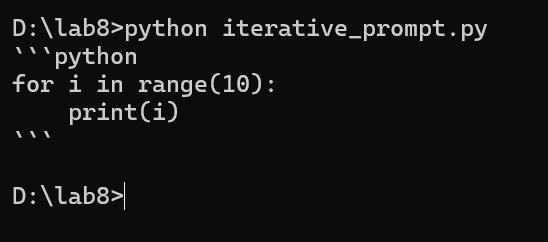 D:\lab8>python iterative_prompt.py
```python
for i in range(10):
    print(i)
```
D:\lab8>